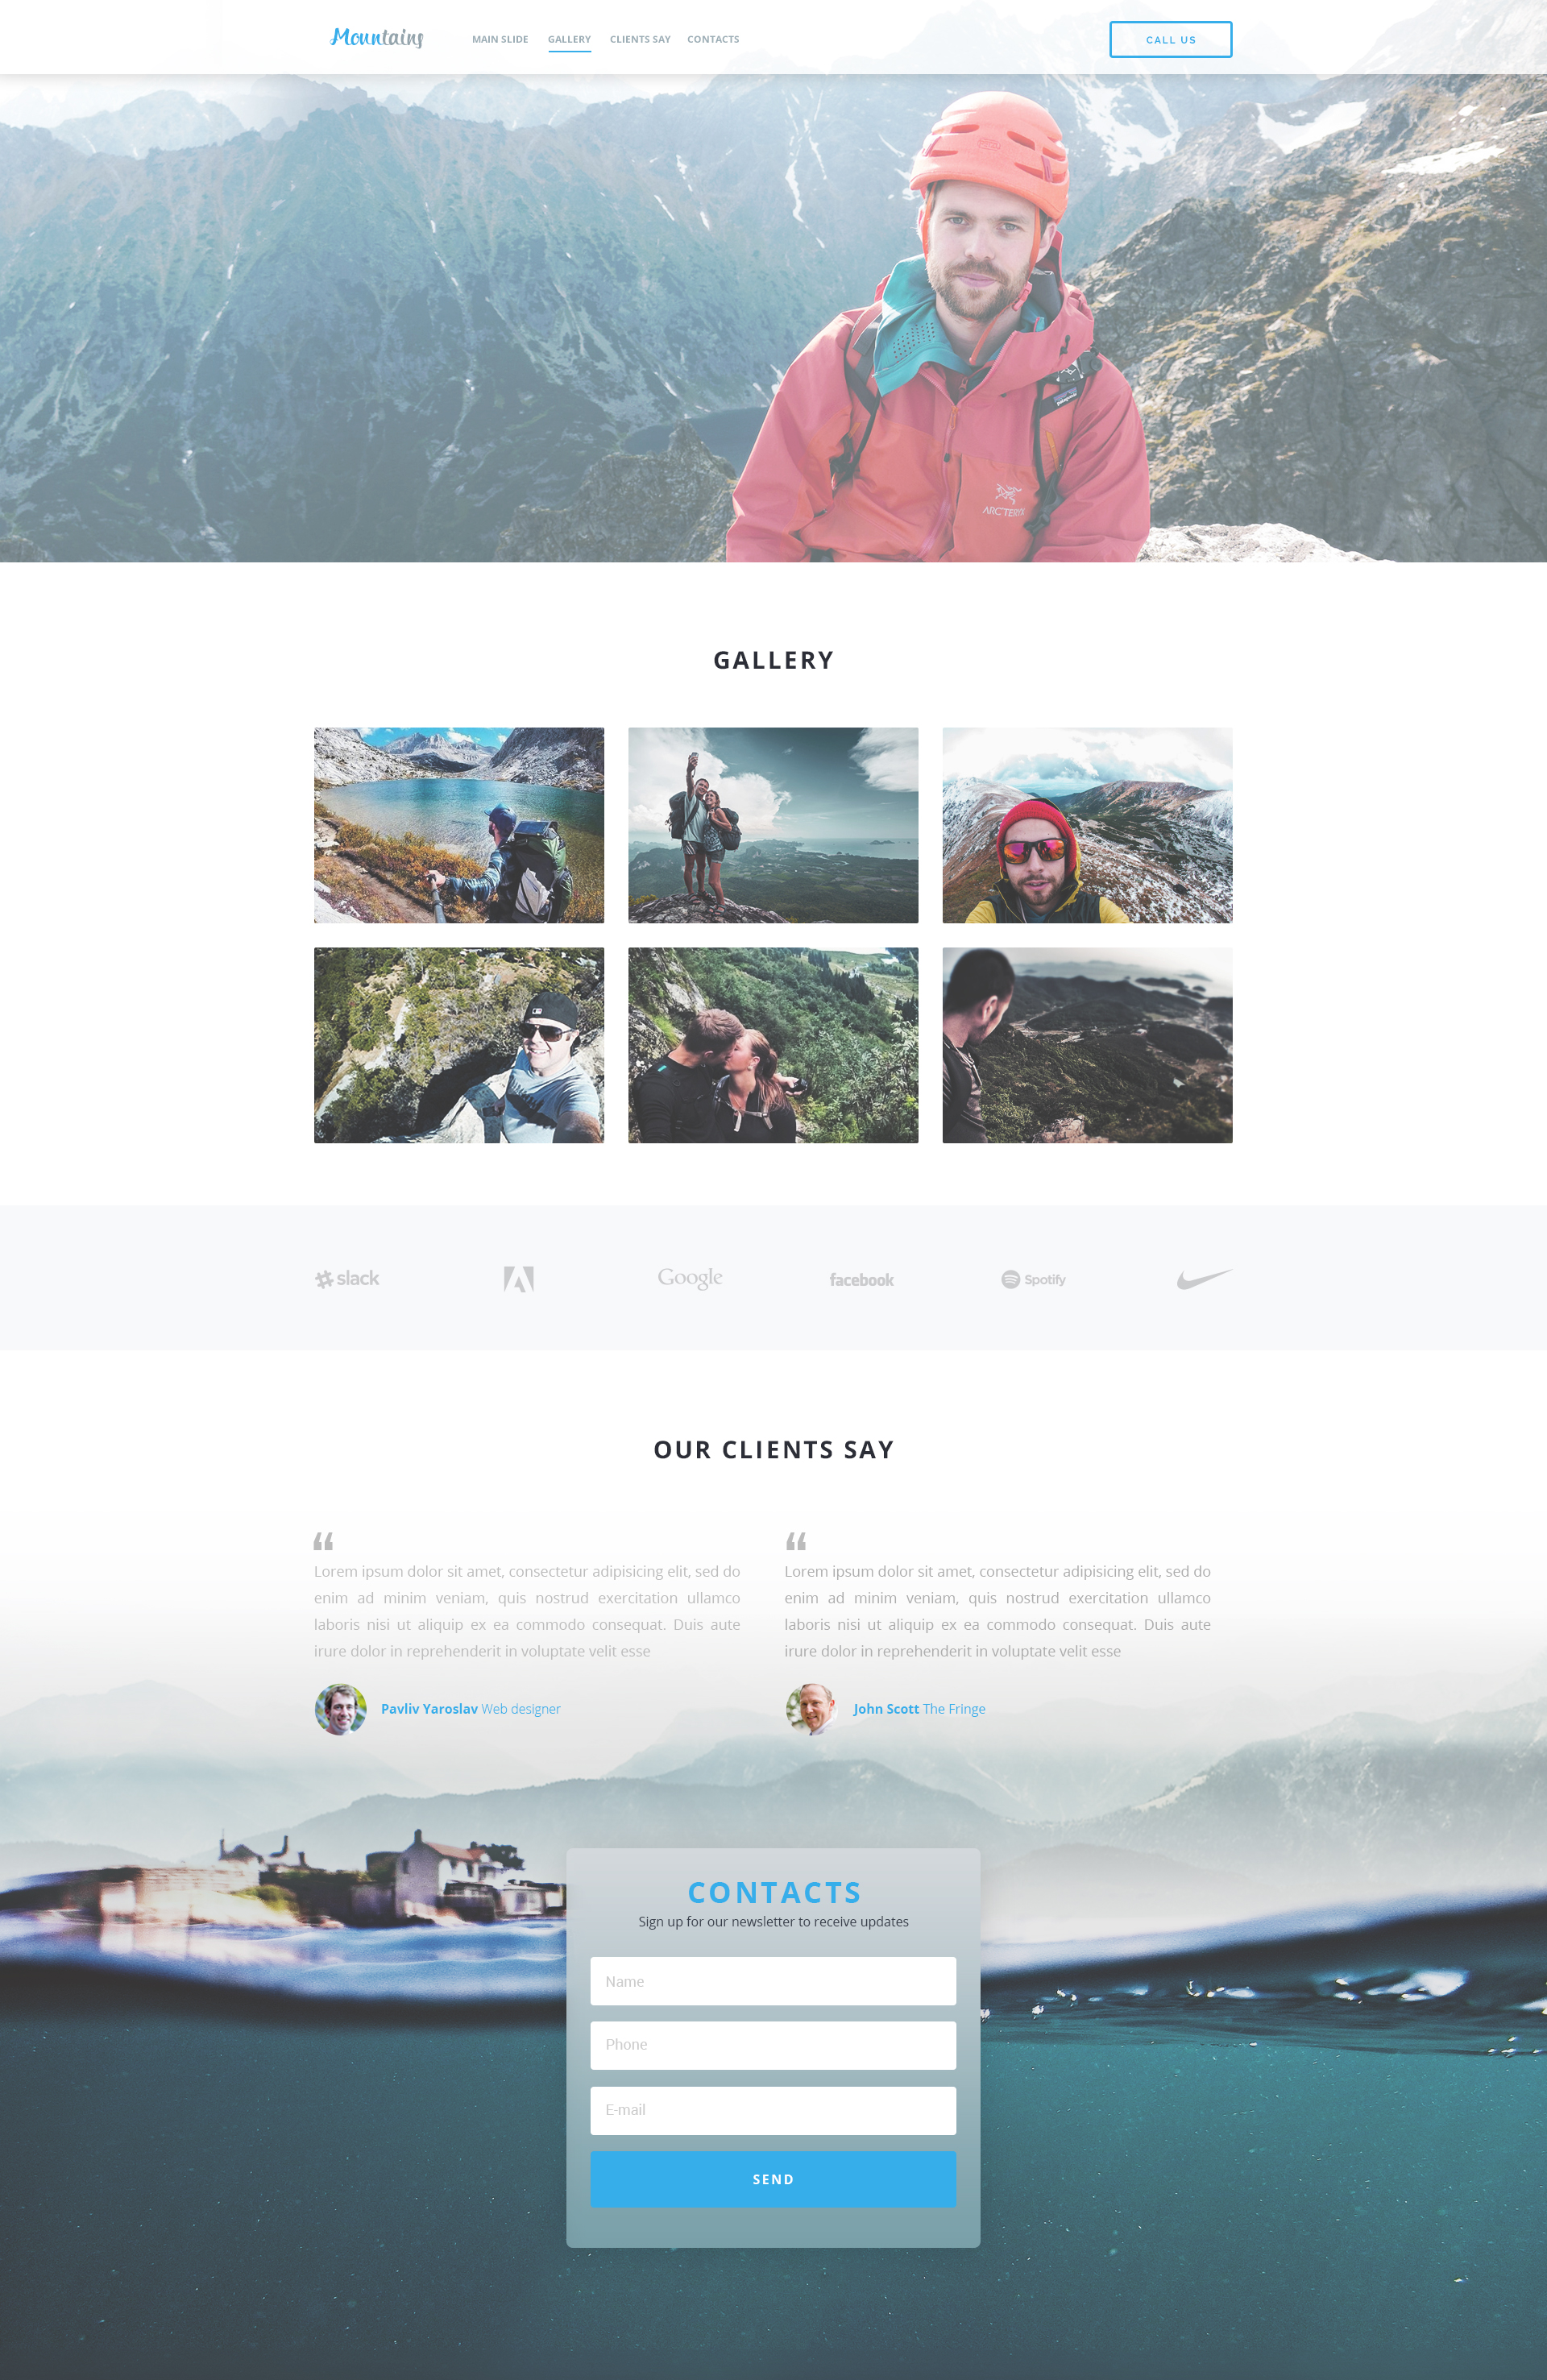 Mountains
MAIN SLIDE GALLERY CLIENTS SAY CONTACTS
CALL US
ARC'TERYX
GALLERY
slack
Google
facebook
Spotify
OUR CLIENTS SAY
“
Lorem ipsum dolor sit amet, consectetur adipisicing elit, sed do
enim ad minim veniam, quis nostrud exercitation ullamco
laboris nisi ut aliquip ex ea commodo consequat. Duis aute
irure dolor in reprehenderit in voluptate velit esse
Pavliv Yaroslav Web designer
“
Lorem ipsum dolor sit amet, consectetur adipisicing elit, sed do
enim ad minim veniam, quis nostrud exercitation ullamco
laboris nisi ut aliquip ex ea commodo consequat. Duis aute
irure dolor in reprehenderit in voluptate velit esse
John Scott The Fringe
CONTACTS
Sign up for our newsletter to receive updates
Name
Phone
E-mail
SEND